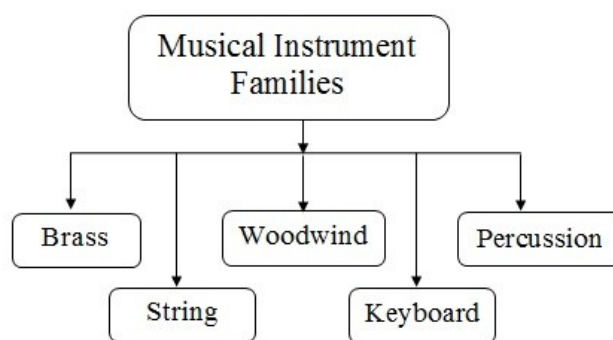 Musical Instrument
Families
Brass
Woodwind
Percussion
String
Keyboard